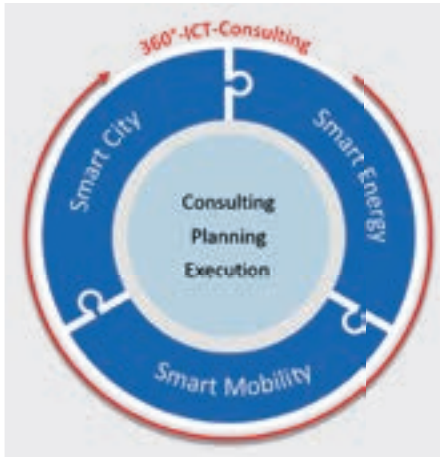 360°-ICT-Consulting
Smart City
Smart Energy
Consulting
Planning
Execution
Smart Mobility